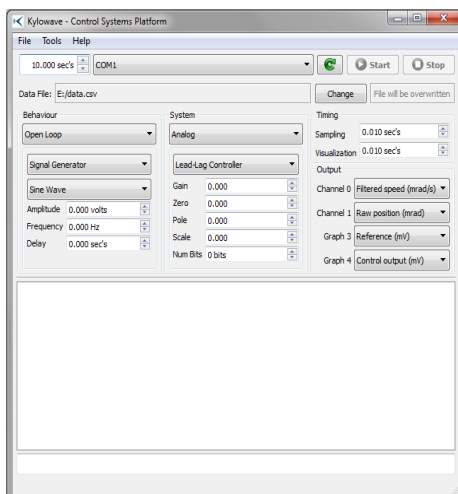 Kylowave - Control Systems Platform
File Tools Help
10.000 sec's COM1 Start Stop
Data File: E:/data.csv Change File will be overwritten
Behaviour
Open Loop
Signal Generator
Sine Wave
Amplitude 0.000 volts
Frequency 0.000 Hz
Delay 0.000 sec's
System
Analog
Lead-Lag Controller
Gain 0.000
Zero 0.000
Pole 0.000
Scale 0.000
Num Bits 0 bits
Timing
Sampling 0.010 sec's
Visualization 0.010 sec's
Output
Channel 0 Filtered speed (mrad/s)
Channel 1 Raw position (mrad)
Graph 3 Reference (mV)
Graph 4 Control output (mV)